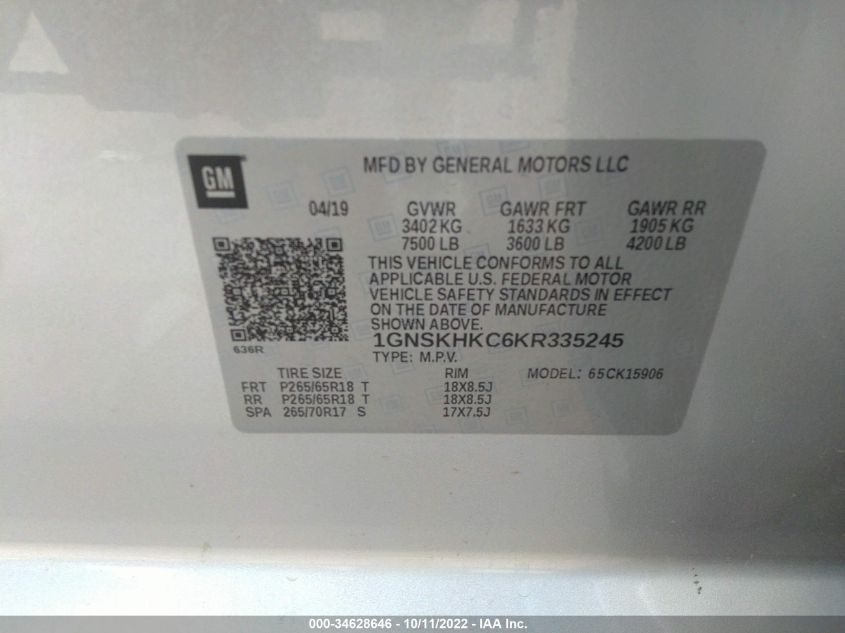 GM
MFD BY GENERAL MOTORS LLC
04/19 GVWR GAWR FRT GAWR RR
3402 KG 1633 KG 1905 KG
7500 LB 3600 LB 4200 LB
THIS VEHICLE CONFORMS TO ALL
APPLICABLE U.S. FEDERAL MOTOR
VEHICLE SAFETY STANDARDS IN EFFECT
ON THE DATE OF MANUFACTURE
SHOWN ABOVE.
1GNSKHKC6KR335245
636R
TYPE: M.P.V.
TIRE SIZE RIM MODEL: 65CK15906
FRT P265/65R18 T 18X8.5J
RR P265/65R18 T 18X8.5J
SPA 265/70R17 S 17X7.5J
000-34628646 - 10/11/2022 - IAA Inc.